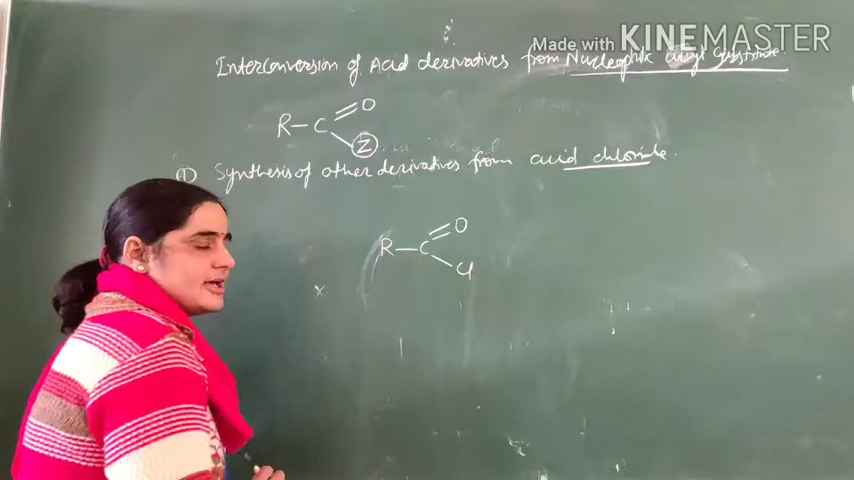 Made with KINEMASTER
Interconversion of Acid derivatives from Nucleophilic acyl
R-C=O
Z
(1) Synthesis of other derivatives from acid chloride.
R-C=O
Cl